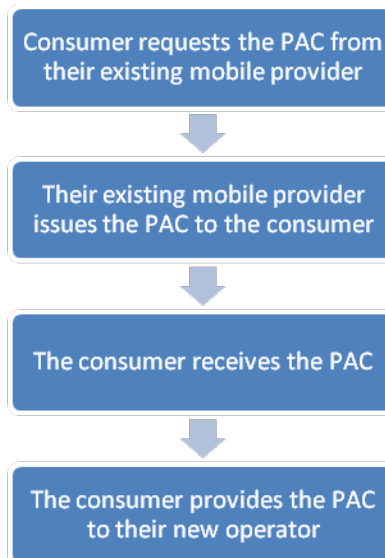 Consumer requests the PAC from
their existing mobile provider
Their existing mobile provider
issues the PAC to the consumer
The consumer receives the PAC
The consumer provides the PAC
to their new operator